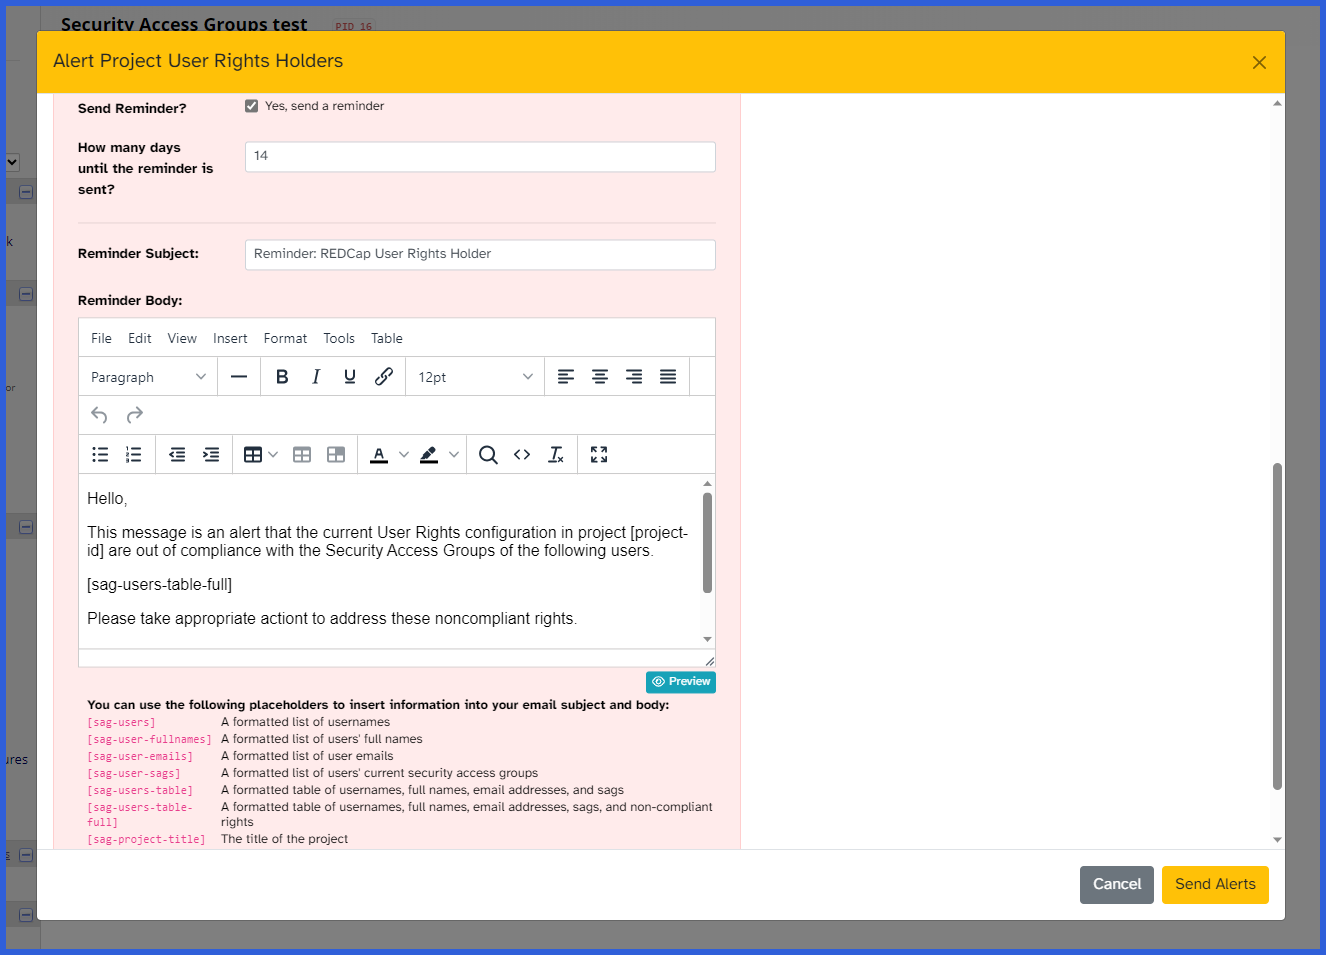 Security Access Groups test PID 16
Alert Project User Rights Holders
Send Reminder? Yes, send a reminder
How many days
until the reminder is
sent?
14
Reminder Subject: Reminder: REDCap User Rights Holder
Reminder Body:
File Edit View Insert Format Tools Table
Paragraph B I U 12pt
A
Hello,
This message is an alert that the current User Rights configuration in project [project-
id] are out of compliance with the Security Access Groups of the following users.
[sag-users-table-full]
Please take appropriate actiont to address these noncompliant rights.
Preview
You can use the following placeholders to insert information into your email subject and body:
[sag-users] A formatted list of usernames
[sag-user-fullnames] A formatted list of users' full names
[sag-user-emails] A formatted list of user emails
[sag-user-sags] A formatted list of users' current security access groups
[sag-users-table] A formatted table of usernames, full names, email addresses, and sags
[sag-users-table- A formatted table of usernames, full names, email addresses, sags, and non-compliant
full] rights
[sag-project-title] The title of the project
Cancel Send Alerts
k
or
ures
s